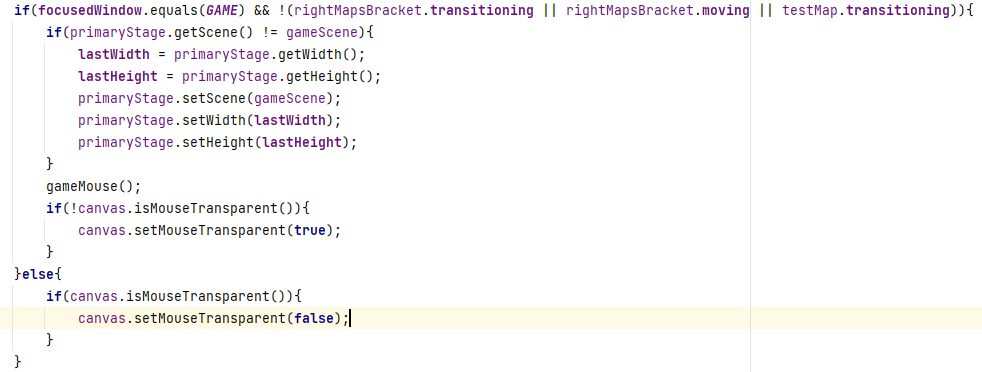 if(focusedWindow.equals(GAME) && !(rightMapsBracket.transitioning || rightMapsBracket.moving || testMap.transitioning)){
    if(primaryStage.getScene() != gameScene){
        lastWidth = primaryStage.getWidth();
        lastHeight = primaryStage.getHeight();
        primaryStage.setScene(gameScene);
        primaryStage.setWidth(lastWidth);
        primaryStage.setHeight(lastHeight);
    }
    gameMouse();
    if(!canvas.isMouseTransparent()){
        canvas.setMouseTransparent(true);
    }
}else{
    if(canvas.isMouseTransparent()){
        canvas.setMouseTransparent(false);
    }
}